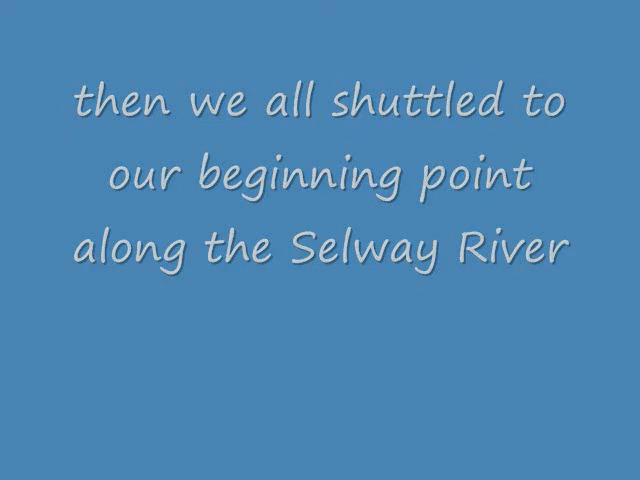 then we all shuttled to
our beginning point
along the Selway River